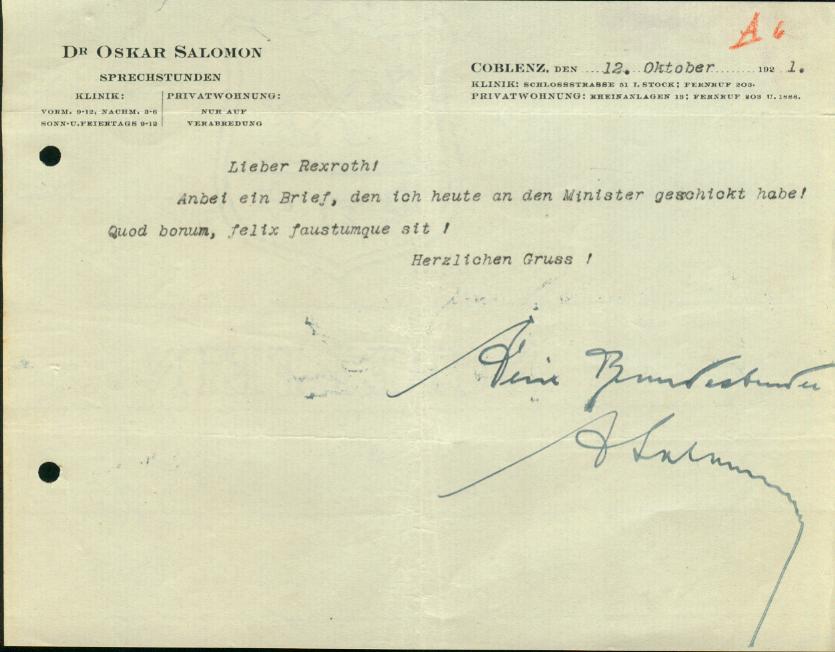 A 6
DR OSKAR SALOMON
SPRECHSTUNDEN
KLINIK: PRIVATWOHNUNG:
VORM. 9-12, NACHM. 3-6 NUR AUF
SONN-U.FEIERTAGS 9-12 VERABREDUNG
COBLENZ, DEN 12. Oktober 192 1.
KLINIK: SCHLOSSSTRASSE 51 I. STOCK; FERNRUF 203.
PRIVATWOHNUNG: RHEINANLAGEN 13; FERNRUF 203 U. 1886.
Lieber Rexroth!
Anbei ein Brief, den ich heute an den Minister geschickt habe!
Quod bonum, felix faustumque sit !
Herzlichen Gruss !
Dein Bundesbruder
Salomon